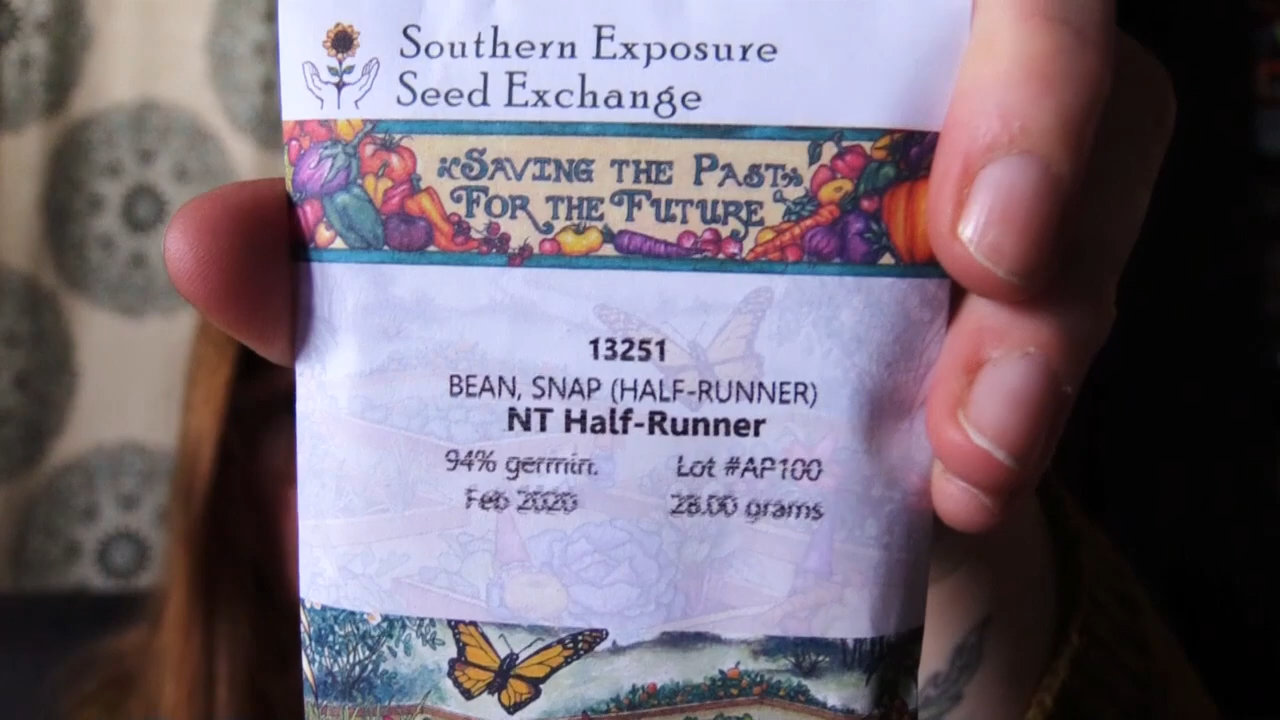 Southern Exposure
Seed Exchange
Saving the Past
For the Future
13251
BEAN, SNAP (HALF-RUNNER)
NT Half-Runner
94% germin. Lot #AP100
Feb 2020 28.00 grams